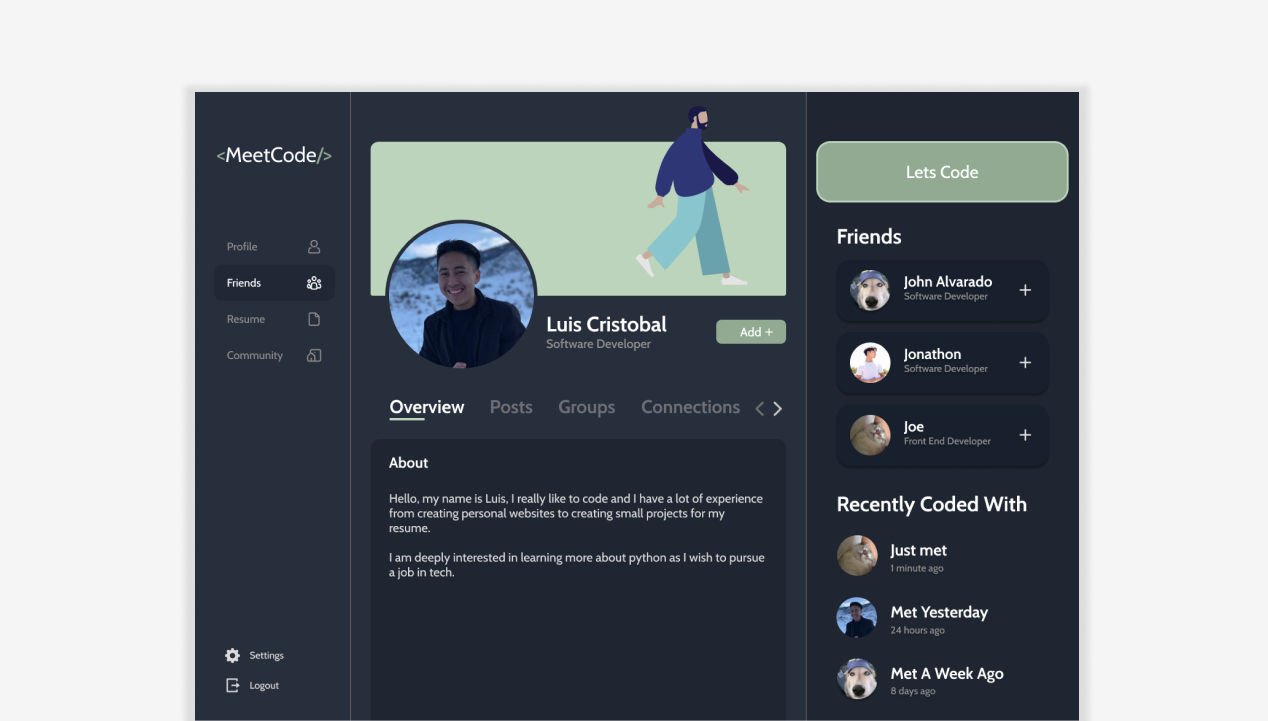 <MeetCode/>
Profile
Friends
Resume
Community
Settings
Logout
Luis Cristobal
Software Developer
Add +
Overview Posts Groups Connections
About
Hello, my name is Luis, I really like to code and I have a lot of experience
from creating personal websites to creating small projects for my
resume.
I am deeply interested in learning more about python as I wish to pursue
a job in tech.
Lets Code
Friends
John Alvarado
Software Developer
Jonathon
Software Developer
Joe
Front End Developer
Recently Coded With
Just met
1 minute ago
Met Yesterday
24 hours ago
Met A Week Ago
8 days ago